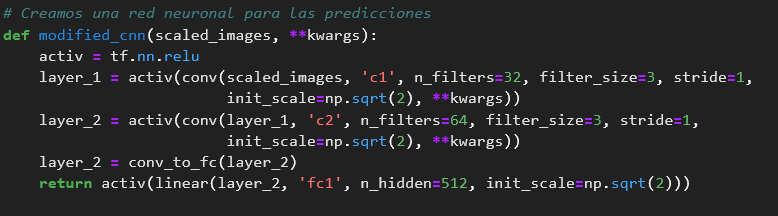 # Creamos una red neuronal para las predicciones
def modified_cnn(scaled_images, **kwargs):
    activ = tf.nn.relu
    layer_1 = activ(conv(scaled_images, 'c1', n_filters=32, filter_size=3, stride=1,
                         init_scale=np.sqrt(2), **kwargs))
    layer_2 = activ(conv(layer_1, 'c2', n_filters=64, filter_size=3, stride=1,
                         init_scale=np.sqrt(2), **kwargs))
    layer_2 = conv_to_fc(layer_2)
    return activ(linear(layer_2, 'fc1', n_hidden=512, init_scale=np.sqrt(2)))